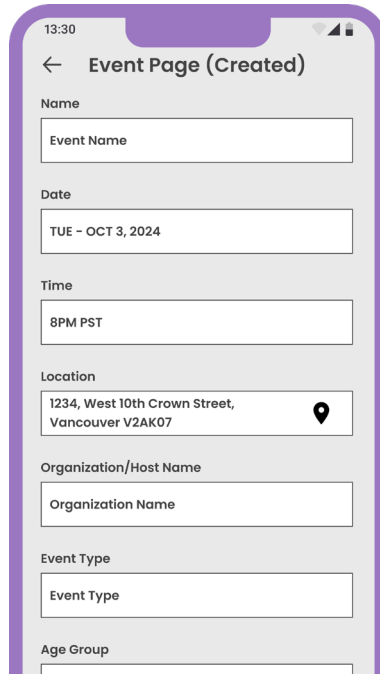 13:30
Event Page (Created)
Name
Event Name
Date
TUE - OCT 3, 2024
Time
8PM PST
Location
1234, West 10th Crown Street,
Vancouver V2AK07
Organization/Host Name
Organization Name
Event Type
Event Type
Age Group